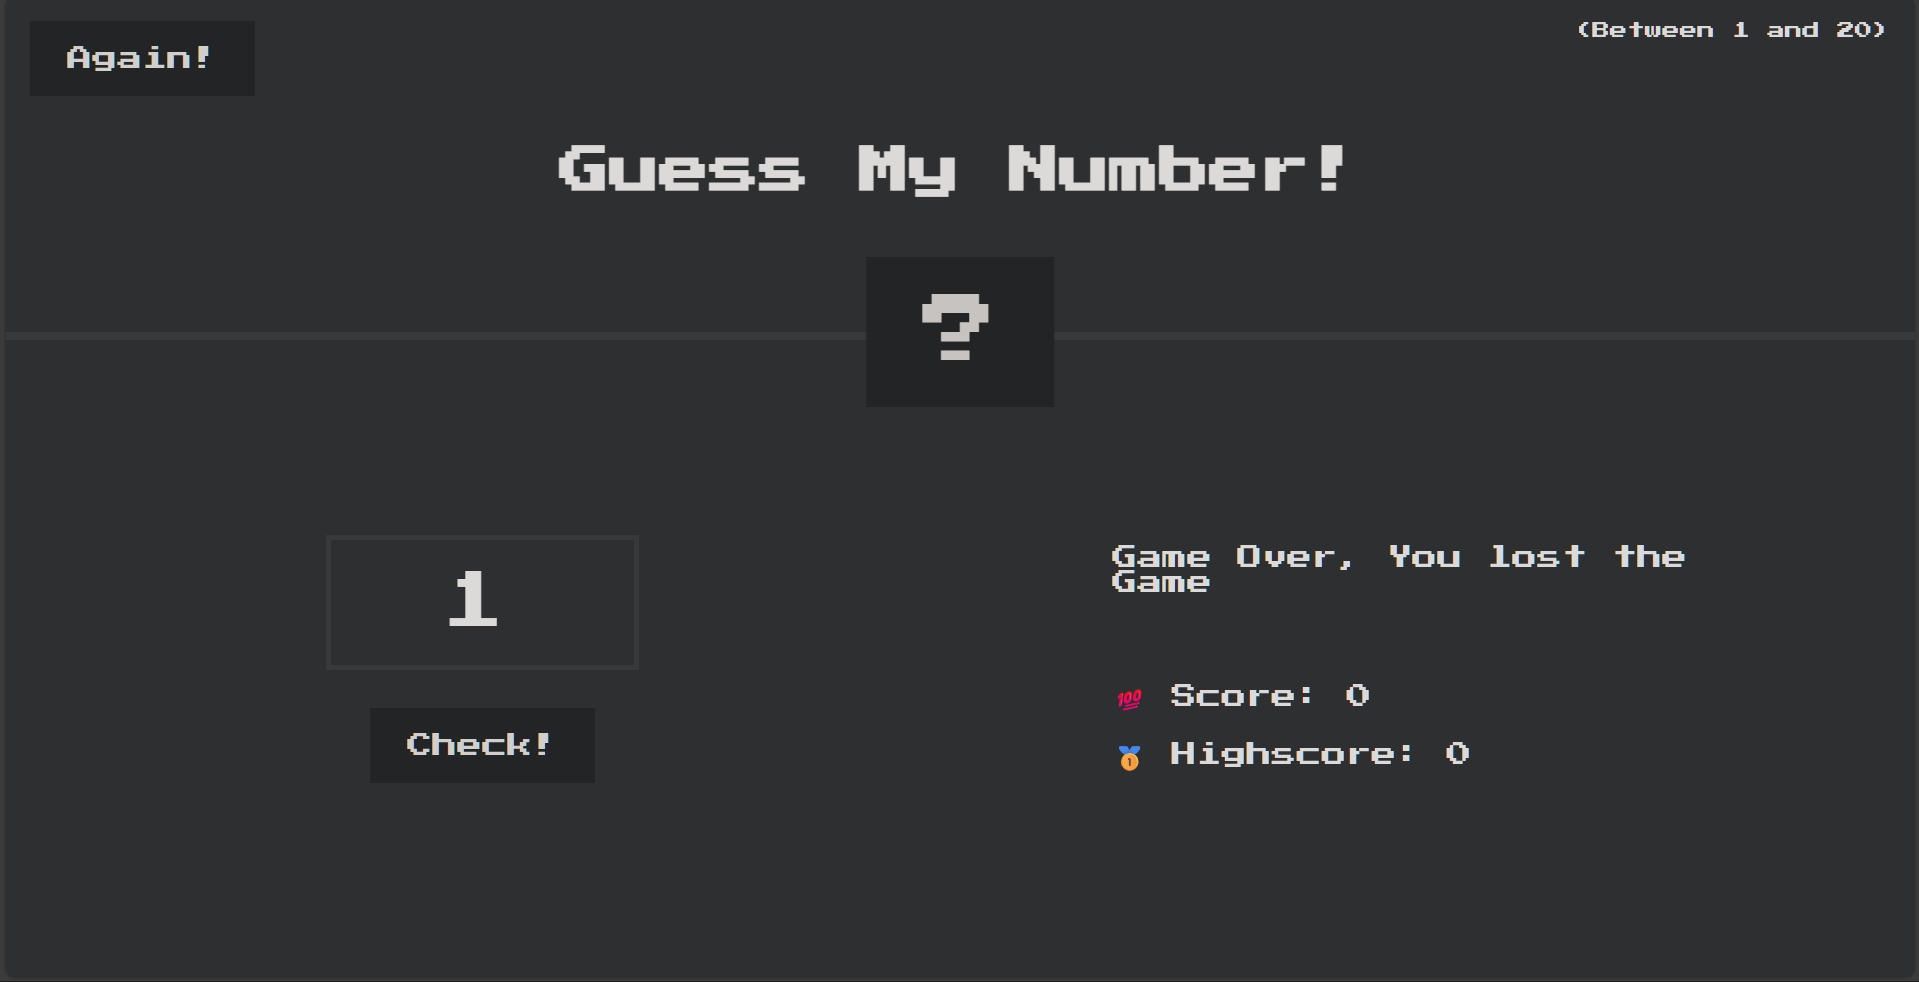 Again!
(Between 1 and 20)
Guess My Number!
?
1
Check!
Game Over, You lost the
Game
💯 Score: 0
🥇 Highscore: 0